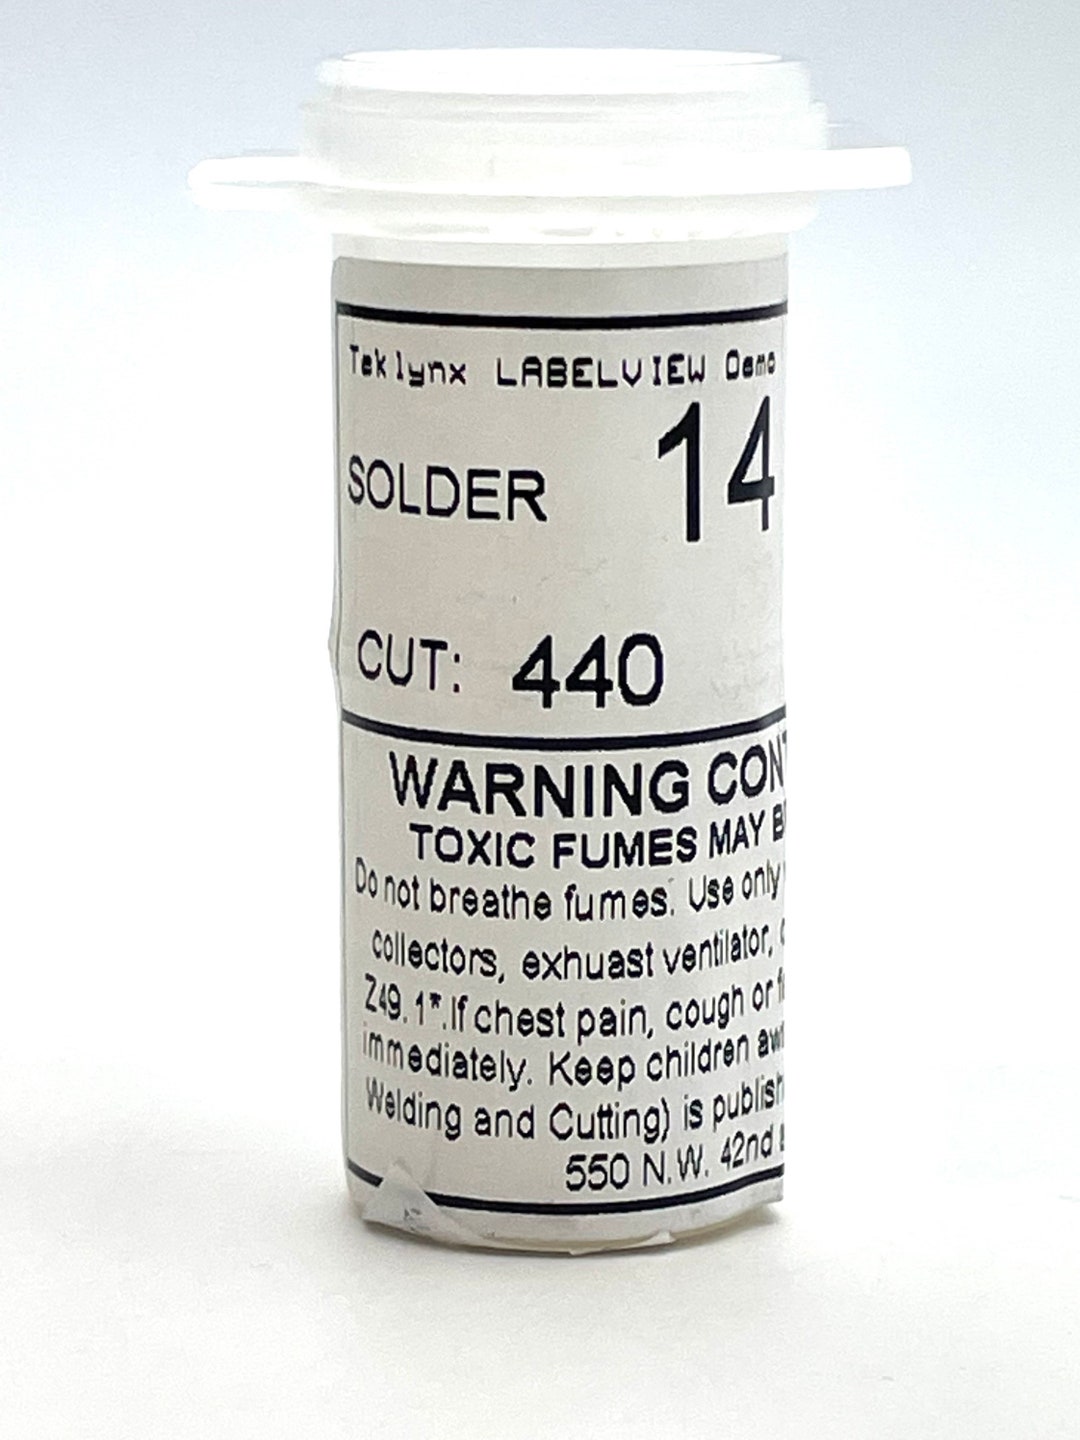 Teklynx LABELVIEW Demo
SOLDER 14
CUT: 440
WARNING CONT
TOXIC FUMES MAY B
Do not breathe fumes. Use only
collectors, exhuast ventilator,
Z49.1*.If chest pain, cough or
immediately. Keep children aw
Welding and Cutting) is publish
550 N.W. 42nd